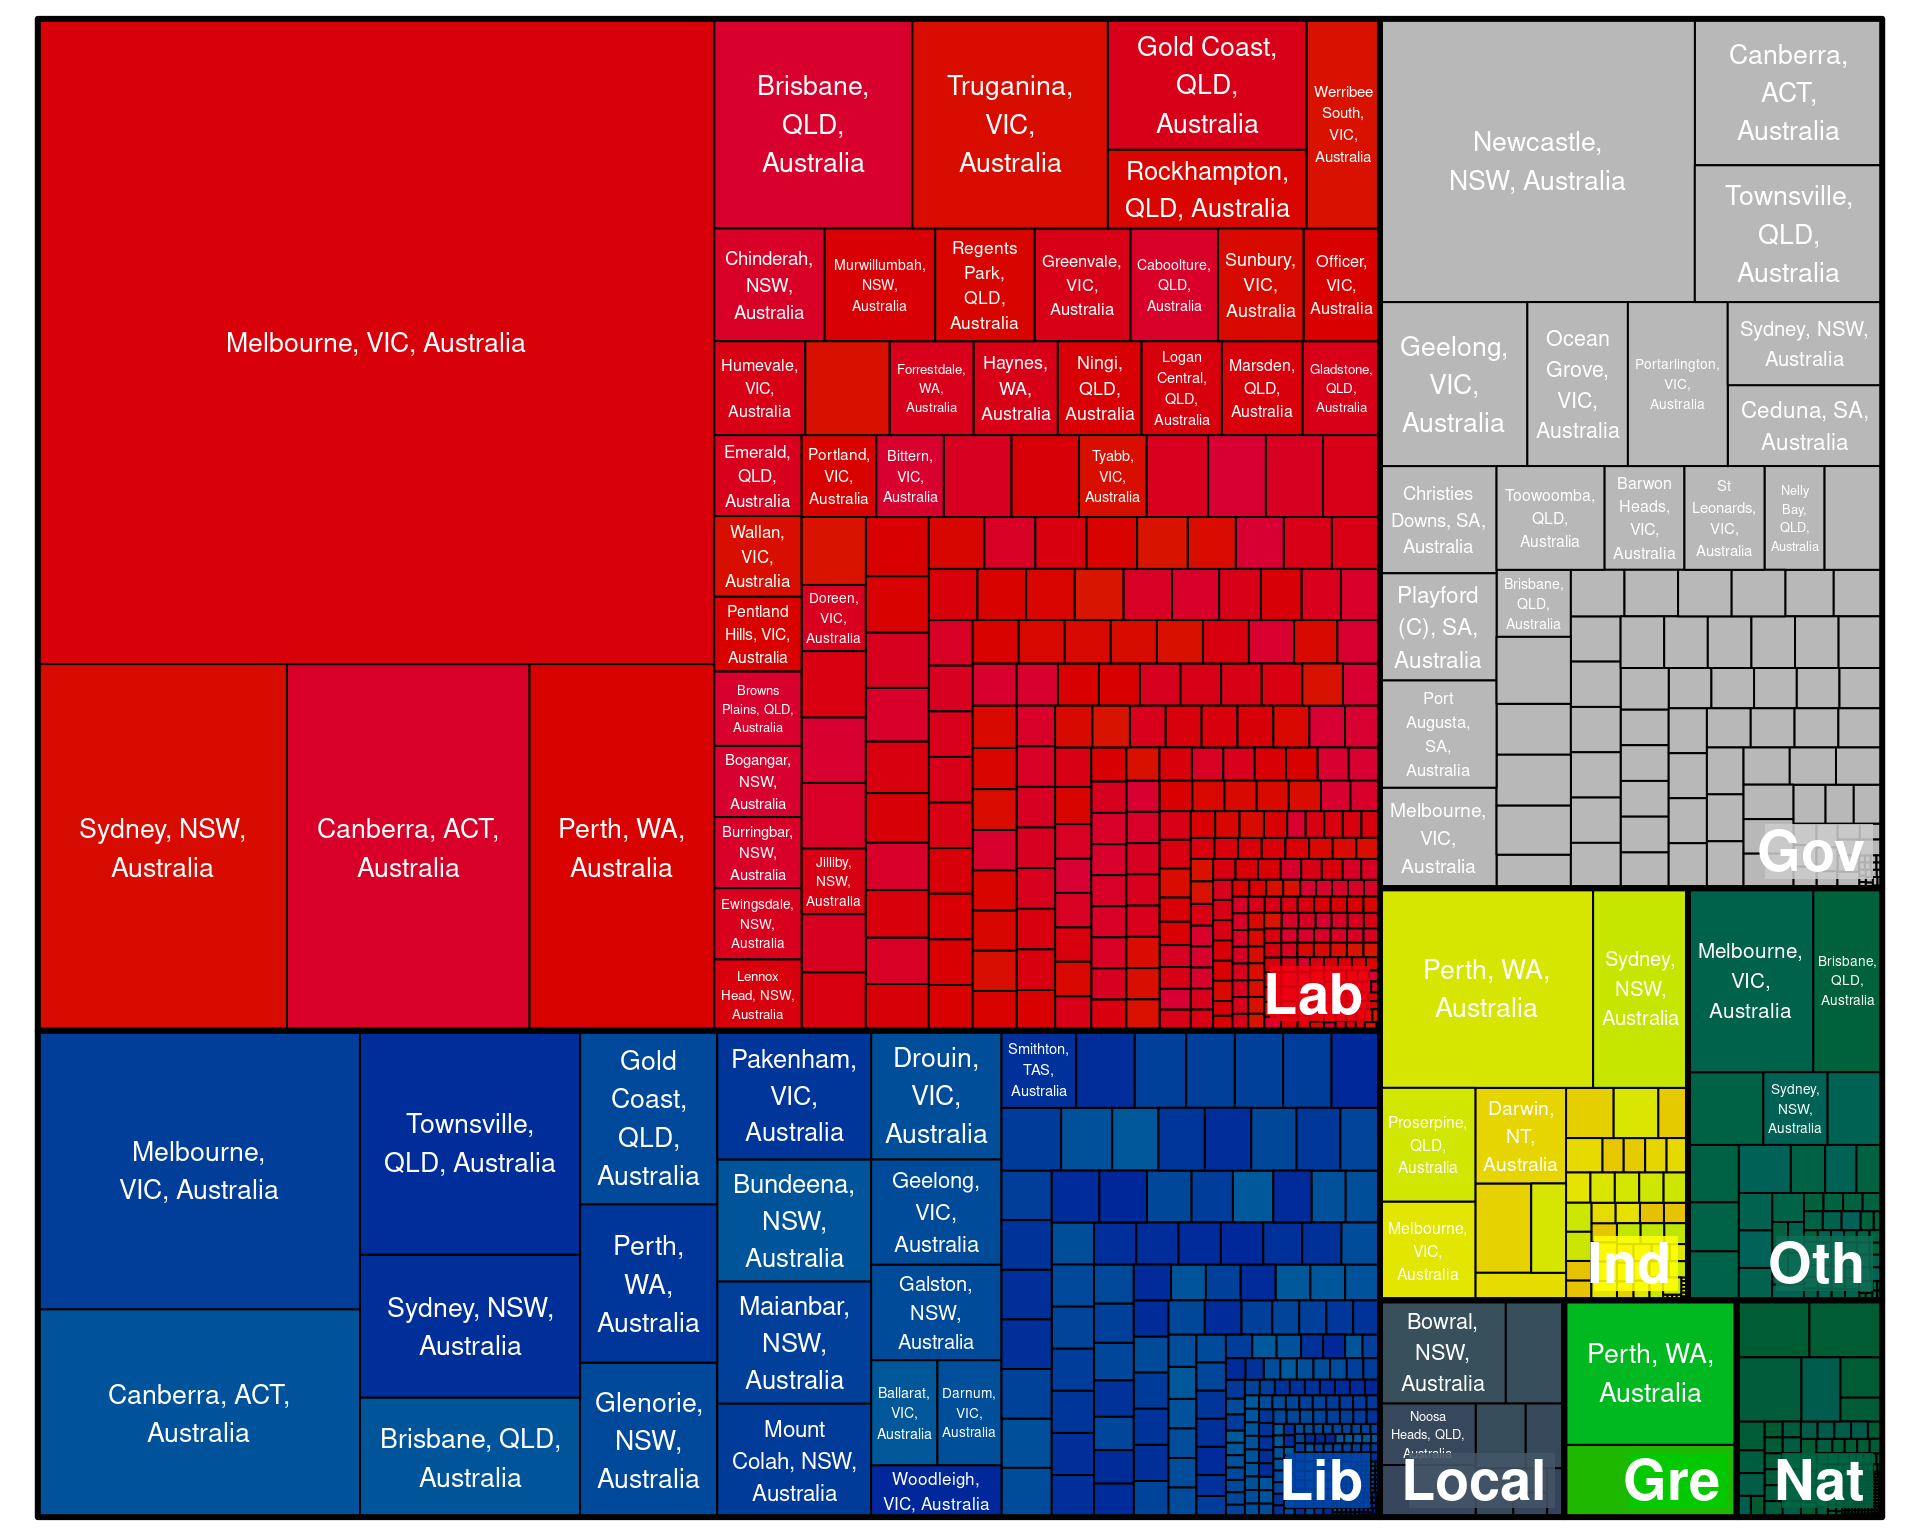 Melbourne, VIC, Australia
Sydney, NSW,
Australia
Canberra, ACT,
Australia
Perth, WA,
Australia
Brisbane,
QLD,
Australia
Truganina,
VIC,
Australia
Gold Coast,
QLD,
Australia
Rockhampton,
QLD, Australia
Werribee
South,
VIC,
Australia
Chinderah,
NSW,
Australia
Murwillumbah,
NSW,
Australia
Regents
Park,
QLD,
Australia
Greenvale,
VIC,
Australia
Caboolture,
QLD,
Australia
Sunbury,
VIC,
Australia
Officer,
VIC,
Australia
Humevale,
VIC,
Australia
Forrestdale,
WA,
Australia
Haynes,
WA,
Australia
Ningi,
QLD,
Australia
Logan
Central,
QLD,
Australia
Marsden,
QLD,
Australia
Gladstone,
QLD,
Australia
Emerald,
QLD,
Australia
Portland,
VIC,
Australia
Bittern,
VIC,
Australia
Tyabb,
VIC,
Australia
Wallan,
VIC,
Australia
Pentland
Hills, VIC,
Australia
Doreen,
VIC,
Australia
Browns
Plains, QLD,
Australia
Bogangar,
NSW,
Australia
Burringbar,
NSW,
Australia
Jilliby,
NSW,
Australia
Ewingsdale,
NSW,
Australia
Lennox
Head, NSW,
Australia
Lab
Newcastle,
NSW, Australia
Canberra,
ACT,
Australia
Townsville,
QLD,
Australia
Geelong,
VIC,
Australia
Ocean
Grove,
VIC,
Australia
Portarlington,
VIC,
Australia
Sydney, NSW,
Australia
Ceduna, SA,
Australia
Christies
Downs, SA,
Australia
Toowoomba,
QLD,
Australia
Barwon
Heads,
VIC,
Australia
St
Leonards,
VIC,
Australia
Nelly
Bay,
QLD,
Australia
Playford
(C), SA,
Australia
Brisbane,
QLD,
Australia
Port
Augusta,
SA,
Australia
Melbourne,
VIC,
Australia
Gov
Melbourne,
VIC, Australia
Canberra, ACT,
Australia
Townsville,
QLD, Australia
Sydney, NSW,
Australia
Brisbane, QLD,
Australia
Gold
Coast,
QLD,
Australia
Perth,
WA,
Australia
Glenorie,
NSW,
Australia
Pakenham,
VIC,
Australia
Bundeena,
NSW,
Australia
Maianbar,
NSW,
Australia
Mount
Colah, NSW,
Australia
Drouin,
VIC,
Australia
Geelong,
VIC,
Australia
Galston,
NSW,
Australia
Ballarat,
VIC,
Australia
Darnum,
VIC,
Australia
Woodleigh,
VIC, Australia
Smithton,
TAS,
Australia
Lib
Perth, WA,
Australia
Sydney,
NSW,
Australia
Proserpine,
QLD,
Australia
Darwin,
NT,
Australia
Melbourne,
VIC,
Australia
Ind
Melbourne,
VIC,
Australia
Brisbane,
QLD,
Australia
Sydney,
NSW,
Australia
Oth
Bowral,
NSW,
Australia
Noosa
Heads, QLD,
Australia
Local
Perth, WA,
Australia
Gre
Nat